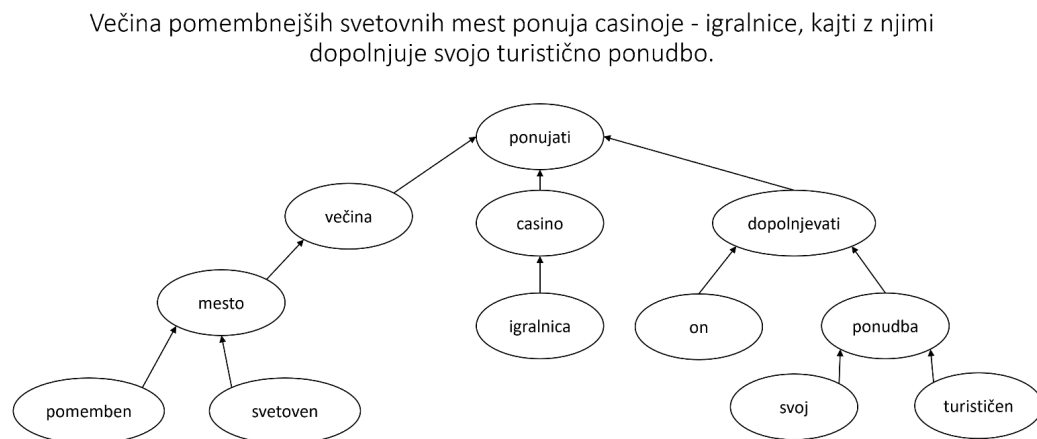 Večina pomembnejših svetovnih mest ponuja casinoje - igralnice, kajti z njimi
dopolnjuje svojo turistično ponudbo.
ponujati
večina
casino
dopolnjevati
mesto
igralnica
on
ponudba
pomemben
svetoven
svoj
turističen